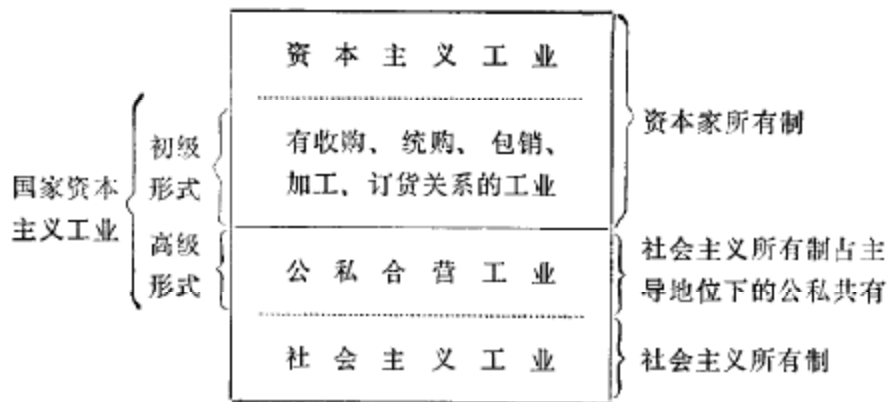 资本主义工业
初级
形式
有收购、统购、包销、
加工、订货关系的工业
资本家所有制
国家资本
主义工业
高级
形式
公私合营工业
社会主义所有制占主
导地位下的公私共有
社会主义工业
社会主义所有制